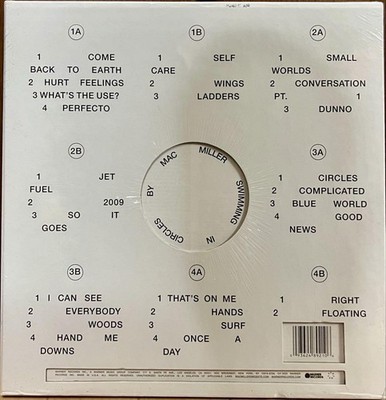 1A
1 COME
BACK TO EARTH
2 HURT FEELINGS
3 WHAT'S THE USE?
4 PERFECTO
1B
1 SELF
CARE
2 WINGS
3 LADDERS
2A
1 SMALL
WORLDS
2 CONVERSATION
PT. 1
3 DUNNO
2B
1 JET
FUEL
2 2009
3 SO IT
GOES
SWIMMING IN CIRCLES BY MAC MILLER
3A
1 CIRCLES
2 COMPLICATED
3 BLUE WORLD
4 GOOD
NEWS
3B
1 I CAN SEE
2 EVERYBODY
3 WOODS
4 HAND ME
DOWNS
4A
1 THAT'S ON ME
2 HANDS
3 SURF
4 ONCE A
DAY
4B
1 RIGHT
2 FLOATING